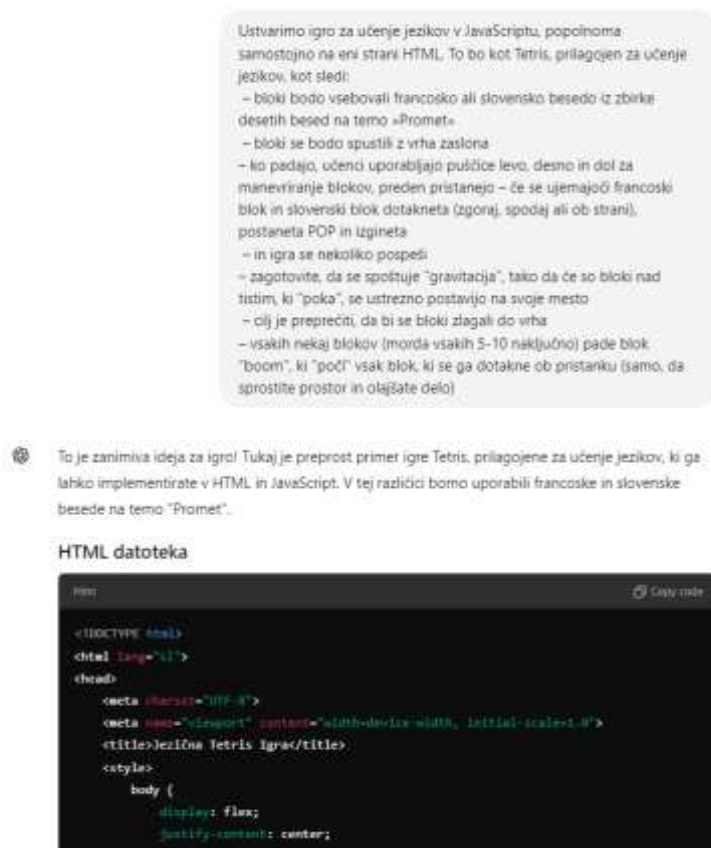 Ustvarimo igro za učenje jezikov v JavaScriptu, popolnoma
samostojno na eni strani HTML. To bo kot Tetris, prilagojen za učenje
jezikov, kot sledi:
– bloki bodo vsebovali francosko ali slovensko besedo iz zbirke
desetih besed na temo »Promet«
– bloki se bodo spustili z vrha zaslona
– ko padajo, učenci uporabljajo puščice levo, desno in dol za
manevriranje blokov, preden pristanejo – če se ujemajoči francoski
blok in slovenski blok dotakneta (zgoraj, spodaj ali ob strani),
postaneta POP in izgineta
– in igra se nekoliko pospeši
– zagotovite, da se spoštuje "gravitacija", tako da če so bloki nad
tistim, ki "poka", se ustrezno postavijo na svoje mesto
– cilj je preprečiti, da bi se bloki zlagali do vrha
– vsakih nekaj blokov (morda vsakih 5-10 naključno) pade blok
"boom", ki "poči" vsak blok, ki se ga dotakne ob pristanku (samo, da
sprostite prostor in olajšate delo)
To je zanimiva ideja za igro! Tukaj je preprost primer igre Tetris, prilagojene za učenje jezikov, ki ga
lahko implementirate v HTML in JavaScript. V tej različici bomo uporabili francoske in slovenske
besede na temo "Promet".
HTML datoteka
html Copy code
<!DOCTYPE html>
<html lang="sl">
<head>
<meta charset="UTF-8">
<meta name="viewport" content="width=device-width, initial-scale=1.0">
<title>Jezična Tetris Igra</title>
<style>
body {
display: flex;
justify-content: center;